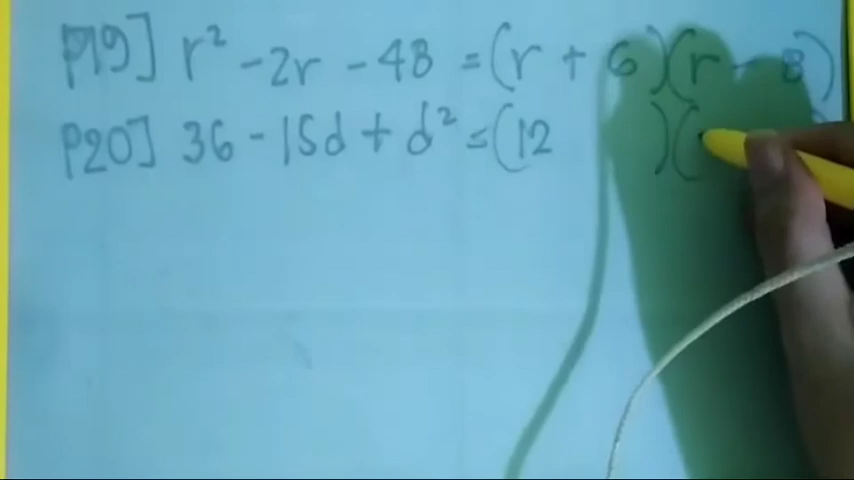 P19] r² - 2r - 48 = (r + 6)(r - 8)
P20] 36 - 15d + d² = (12 )(